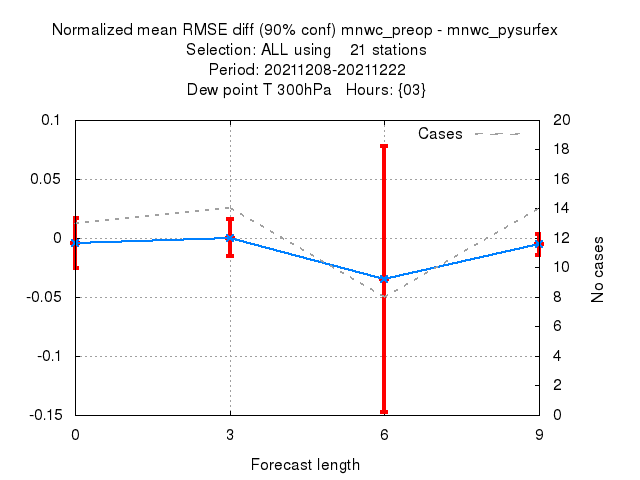 Normalized mean RMSE diff (90% conf) mnwc_preop - mnwc_pysurfex
Selection: ALL using    21 stations
Period: 20211208-20211222
Dew point T 300hPa   Hours: {03}
Cases
0.1
0.05
0
-0.05
-0.1
-0.15
20
18
16
14
12
10
8
6
4
2
0
No cases
0 3 6 9
Forecast length